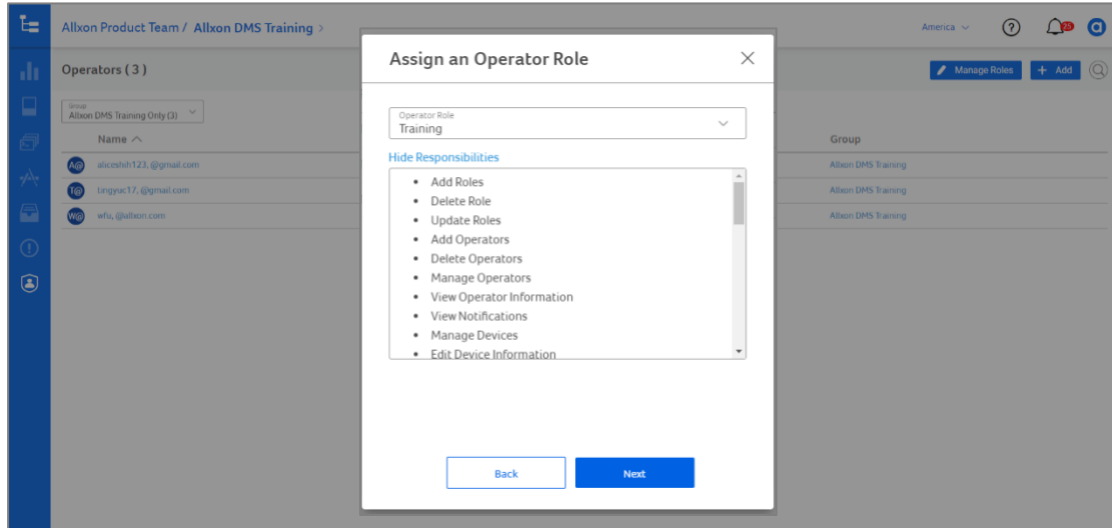 Allxon Product Team / Allxon DMS Training >
America
?
25
a
Operators ( 3 )
Manage Roles
+ Add
Group
Allxon DMS Training Only (3)
Name
Group
A@ aliceshih123, @gmail.com
Allxon DMS Training
T@ tingyuc17, @gmail.com
Allxon DMS Training
W@ wfu, @allxon.com
Allxon DMS Training
Assign an Operator Role
Operator Role
Training
Hide Responsibilities
• Add Roles
• Delete Role
• Update Roles
• Add Operators
• Delete Operators
• Manage Operators
• View Operator Information
• View Notifications
• Manage Devices
• Edit Device Information
Back
Next